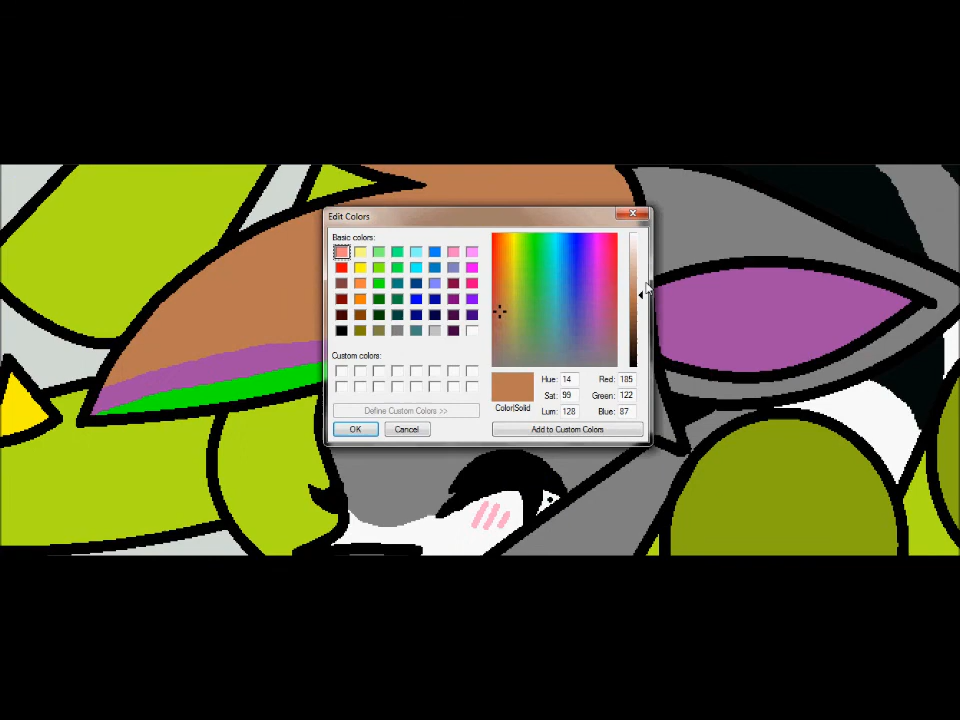 Edit Colors
Basic colors:
Custom colors:
Define Custom Colors >>
OK Cancel
Color|Solid
Hue: 14 Red: 185
Sat: 99 Green: 122
Lum: 128 Blue: 87
Add to Custom Colors